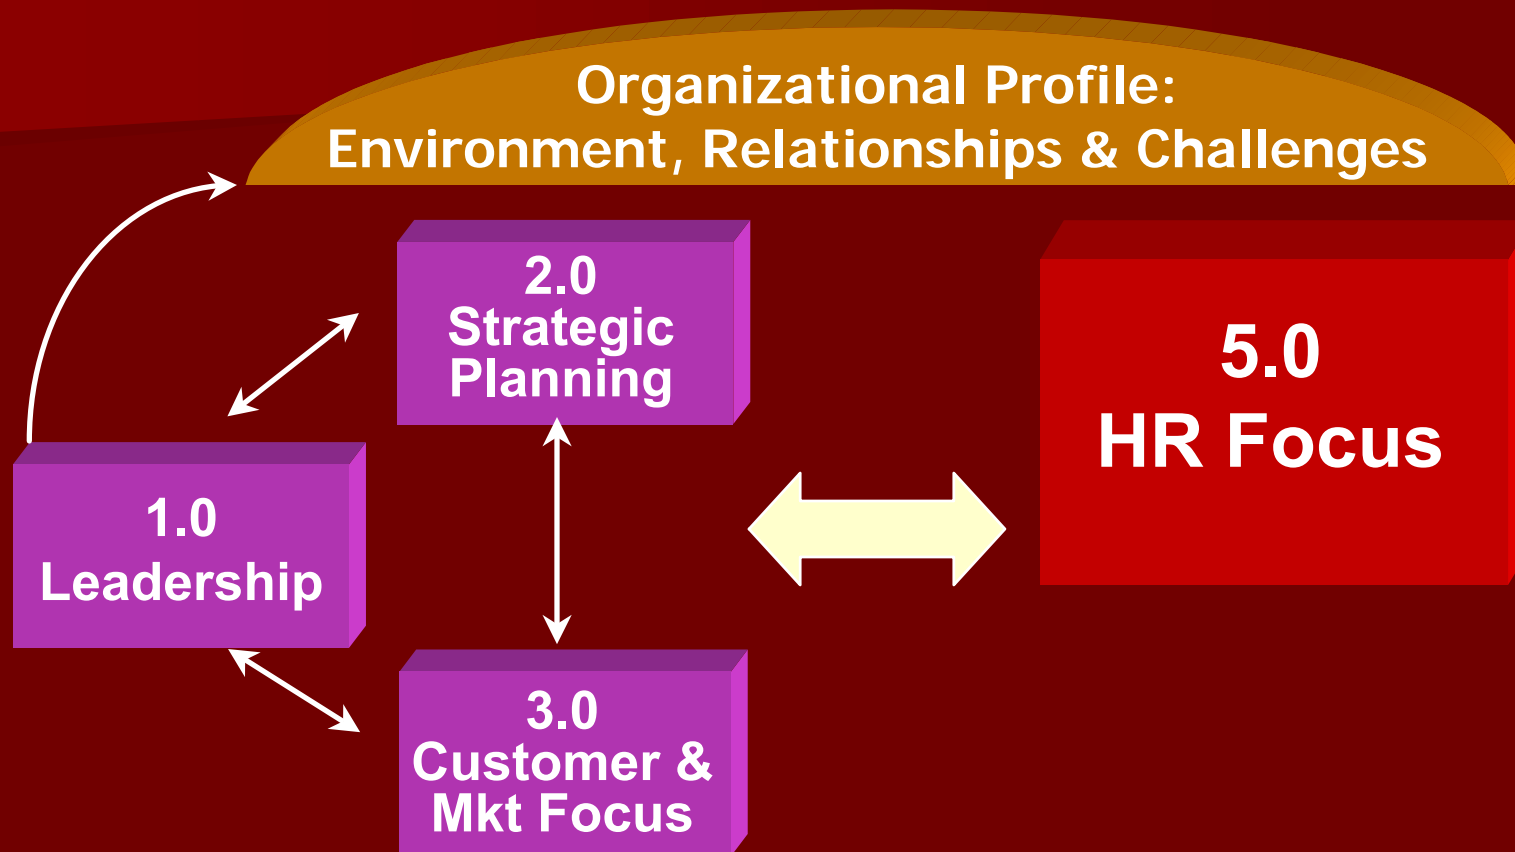 Organizational Profile:
Environment, Relationships & Challenges
2.0
Strategic
Planning
5.0
HR Focus
1.0
Leadership
3.0
Customer &
Mkt Focus